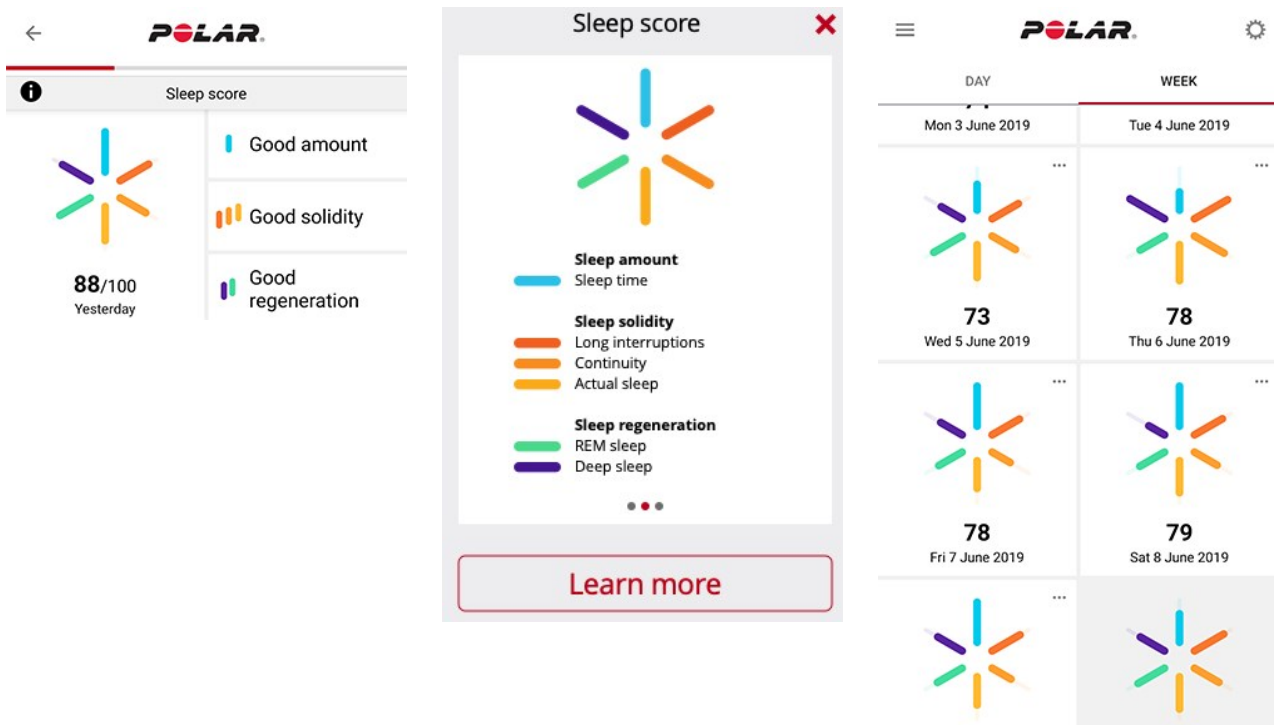 POLAR
Sleep score
Good amount
Good solidity
Good
regeneration
88/100
Yesterday
Sleep score
Sleep amount
Sleep time
Sleep solidity
Long interruptions
Continuity
Actual sleep
Sleep regeneration
REM sleep
Deep sleep
Learn more
POLAR
DAY
WEEK
Mon 3 June 2019
Tue 4 June 2019
73
Wed 5 June 2019
78
Thu 6 June 2019
78
Fri 7 June 2019
79
Sat 8 June 2019